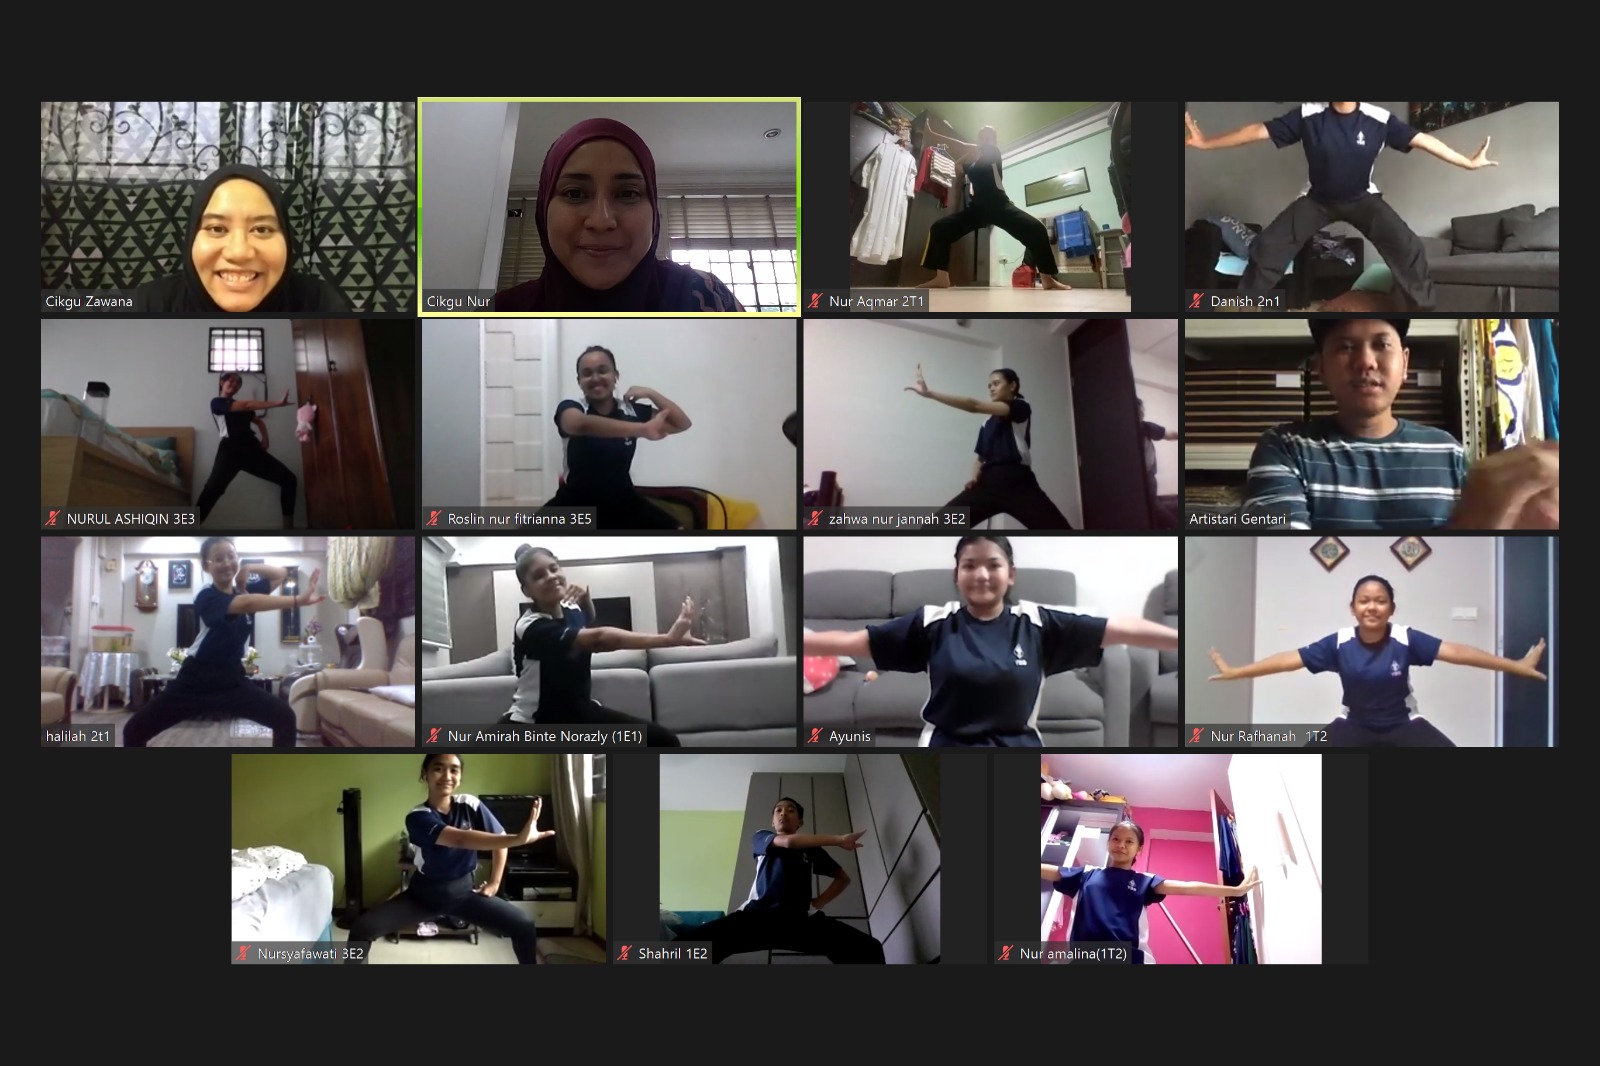 Cikgu Zawana
Cikgu Nur
Nur Aqmar 2T1
Danish 2n1
NURUL ASHIQIN 3E3
Roslin nur fitrianna 3E5
zahwa nur jannah 3E2
Artistari Gentari
halilah 2t1
Nur Amirah Binte Norazly (1E1)
Ayunis
Nur Rafhanah 1T2
Nursyafawati 3E2
Shahril 1E2
Nur amalina(1T2)